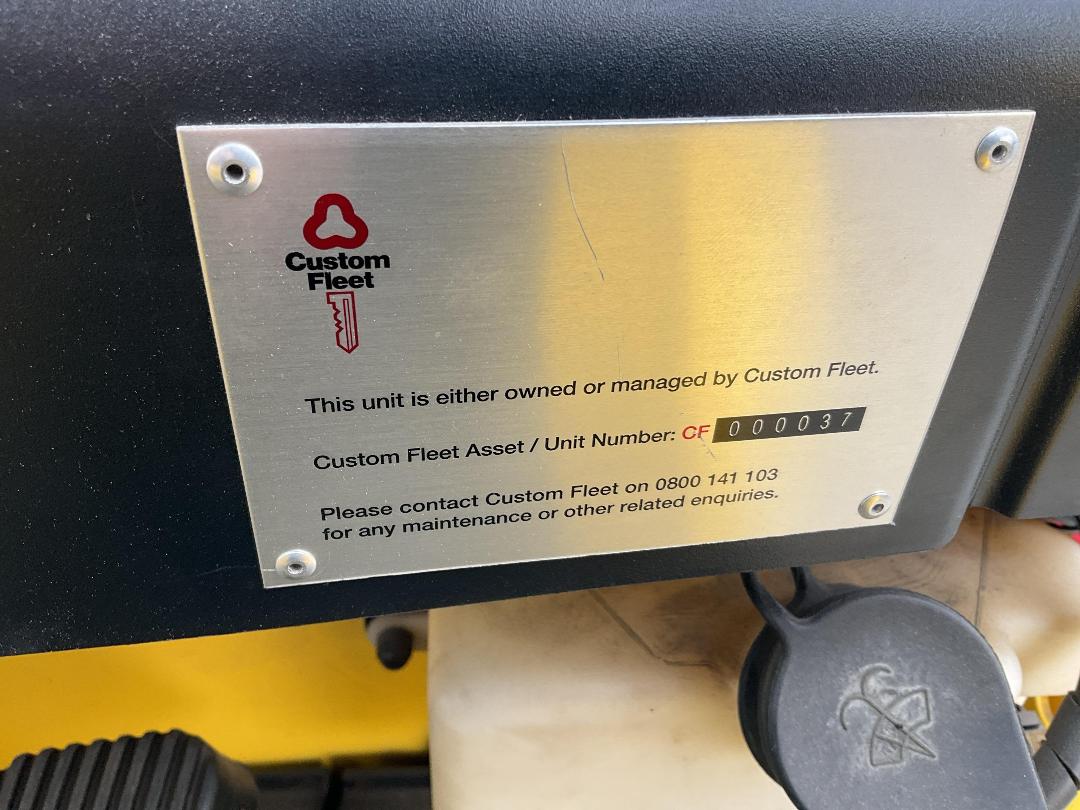 Custom
Fleet
This unit is either owned or managed by Custom Fleet.
Custom Fleet Asset / Unit Number: CF 000037
Please contact Custom Fleet on 0800 141 103
for any maintenance or other related enquiries.